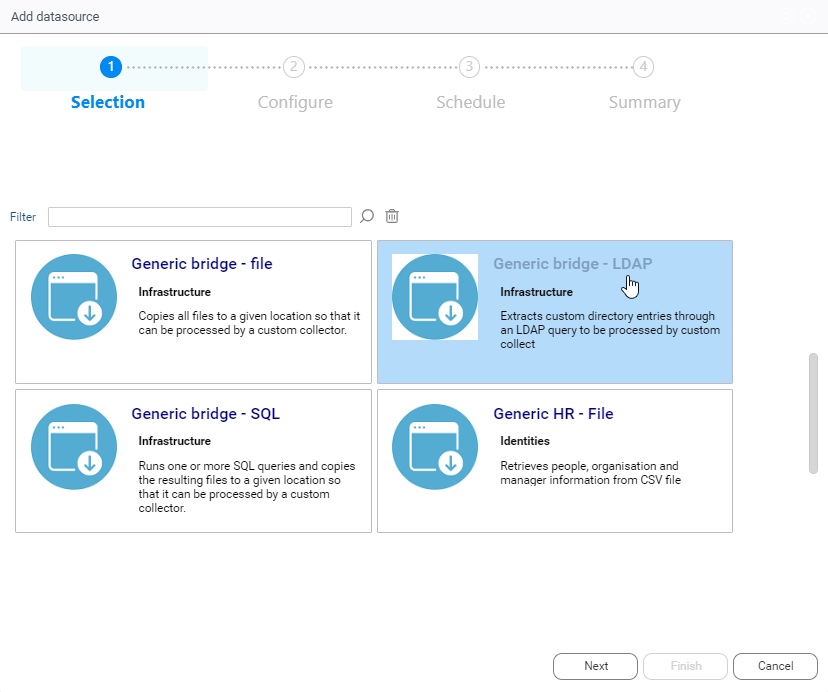 Add datasource
1
2
3
4
Selection
Configure
Schedule
Summary
Filter
Generic bridge - file
Infrastructure
Copies all files to a given location so that it
can be processed by a custom collector.
Generic bridge - LDAP
Infrastructure
Extracts custom directory entries through
an LDAP query to be processed by custom
collect
Generic bridge - SQL
Infrastructure
Runs one or more SQL queries and copies
the resulting files to a given location so
that it can be processed by a custom
collector.
Generic HR - File
Identities
Retrieves people, organisation and
manager information from CSV file
Next
Finish
Cancel